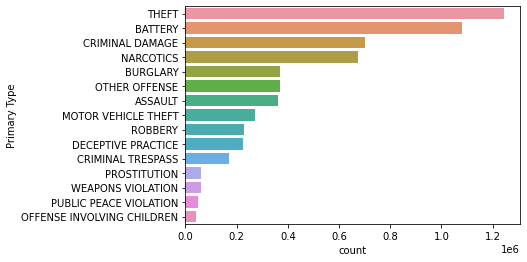 THEFT
BATTERY
CRIMINAL DAMAGE
NARCOTICS
BURGLARY
OTHER OFFENSE
ASSAULT
MOTOR VEHICLE THEFT
ROBBERY
DECEPTIVE PRACTICE
CRIMINAL TRESPASS
PROSTITUTION
WEAPONS VIOLATION
PUBLIC PEACE VIOLATION
OFFENSE INVOLVING CHILDREN
Primary Type
0.0 0.2 0.4 0.6 0.8 1.0 1.2
count
1e6